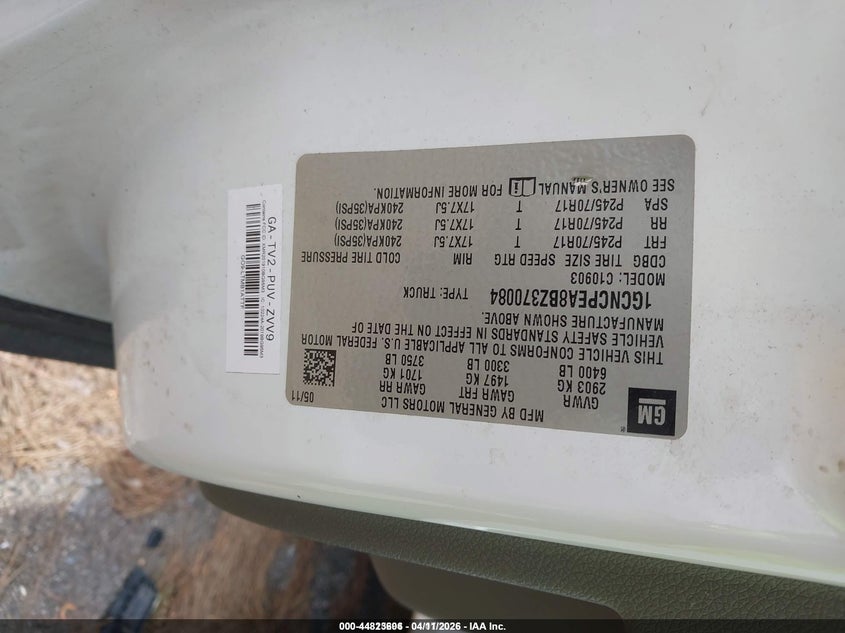 GM
MFD BY GENERAL MOTORS LLC
05/11
GVWR GAWR FRT GAWR RR
2903 KG 1497 KG 1701 KG
6400 LB 3300 LB 3750 LB
THIS VEHICLE CONFORMS TO ALL APPLICABLE U.S. FEDERAL MOTOR
VEHICLE SAFETY STANDARDS IN EFFECT ON THE DATE OF
MANUFACTURE SHOWN ABOVE.
1GCNCPEA8BZ370084 TYPE: TRUCK
MODEL: C10903
CDBG TIRE SIZE SPEED RTG RIM COLD TIRE PRESSURE
FRT P245/70R17 T 17X7.5J 240KPA(35PSI)
RR P245/70R17 T 17X7.5J 240KPA(35PSI)
SPA P245/70R17 T 17X7.5J 240KPA(35PSI)
SEE OWNER'S MANUAL FOR MORE INFORMATION.
GA-TV2-PUV-ZVV9
04/11/2026 - IAA Inc.